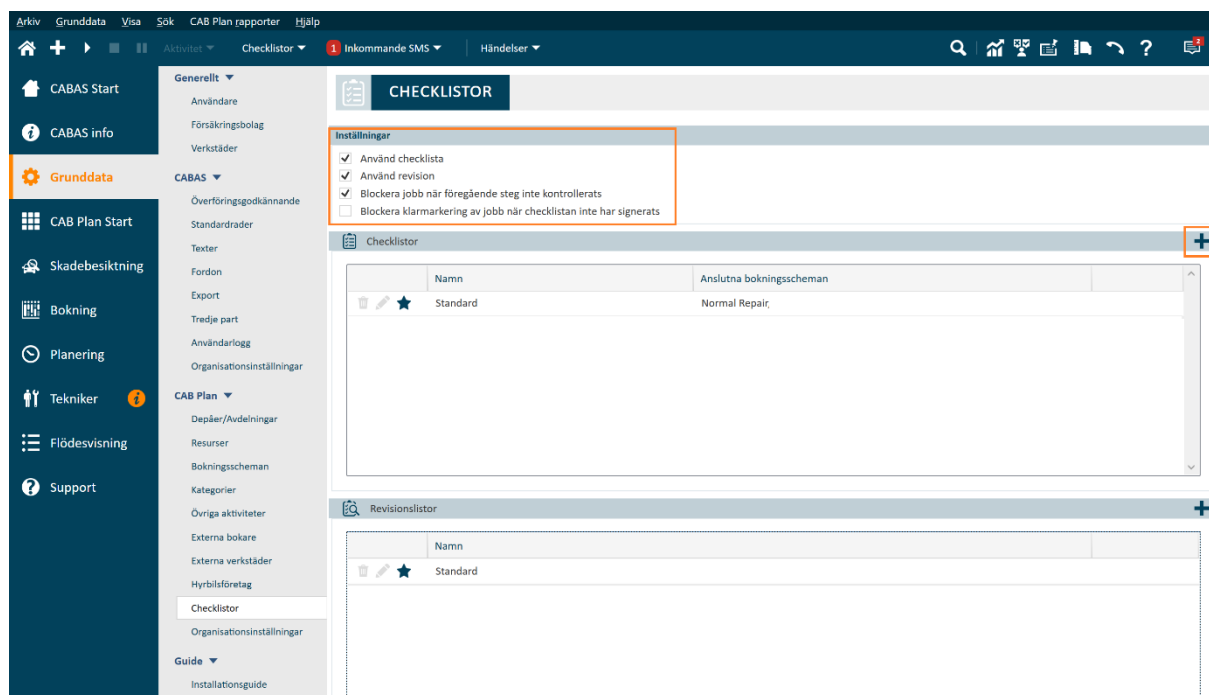 Arkiv Grunddata Visa Sök CAB Plan rapporter Hjälp
Aktivitet Checklistor 1 Inkommande SMS Händelser ? 2
CABAS Start
CABAS info
Grunddata
CAB Plan Start
Skadebesiktning
Bokning
Planering
Tekniker i
Flödesvisning
Support
Generellt
Användare
Försäkringsbolag
Verkstäder
CABAS
Överföringsgodkännande
Standardrader
Texter
Fordon
Export
Tredje part
Användarlogg
Organisationsinställningar
CAB Plan
Depåer/Avdelningar
Resurser
Bokningsscheman
Kategorier
Övriga aktiviteter
Externa bokare
Externa verkstäder
Hyrbilsföretag
Checklistor
Organisationsinställningar
Guide
Installationsguide
CHECKLISTOR
Inställningar
Använd checklista
Använd revision
Blockera jobb när föregående steg inte kontrollerats
Blockera klarmarkering av jobb när checklistan inte har signerats
Checklistor
Namn Anslutna bokningsscheman
Standard Normal Repair,
Revisionslistor
Namn
Standard